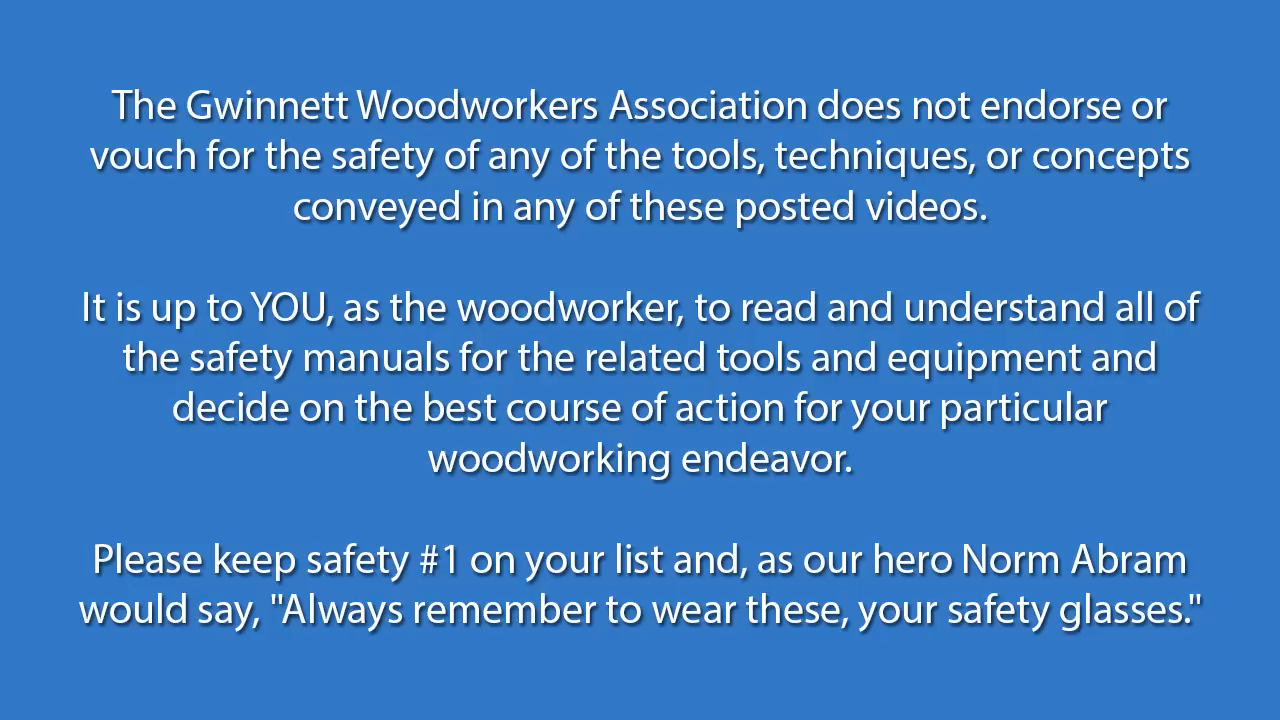 The Gwinnett Woodworkers Association does not endorse or
vouch for the safety of any of the tools, techniques, or concepts
conveyed in any of these posted videos.
It is up to YOU, as the woodworker, to read and understand all of
the safety manuals for the related tools and equipment and
decide on the best course of action for your particular
woodworking endeavor.
Please keep safety #1 on your list and, as our hero Norm Abram
would say, "Always remember to wear these, your safety glasses."